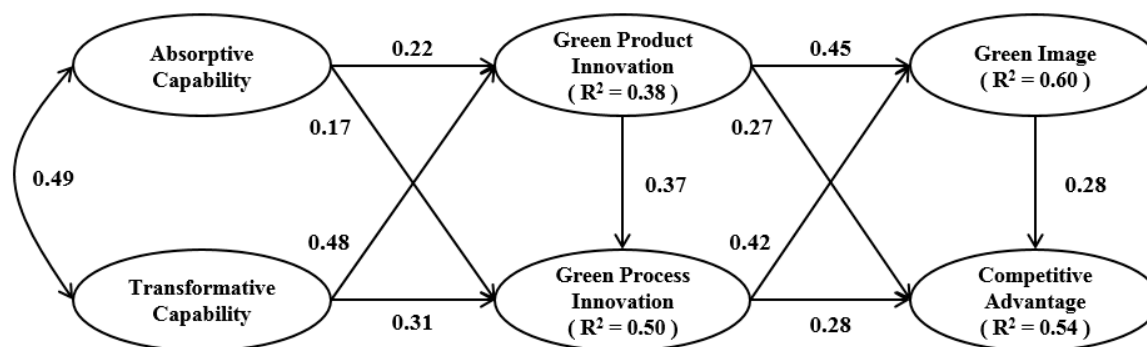 Absorptive
Capability
0.22
Green Product
Innovation
( R² = 0.38 )
0.45
Green Image
( R² = 0.60 )
0.17
0.27
0.49
0.37
0.28
0.48
0.42
Transformative
Capability
0.31
Green Process
Innovation
( R² = 0.50 )
0.28
Competitive
Advantage
( R² = 0.54 )